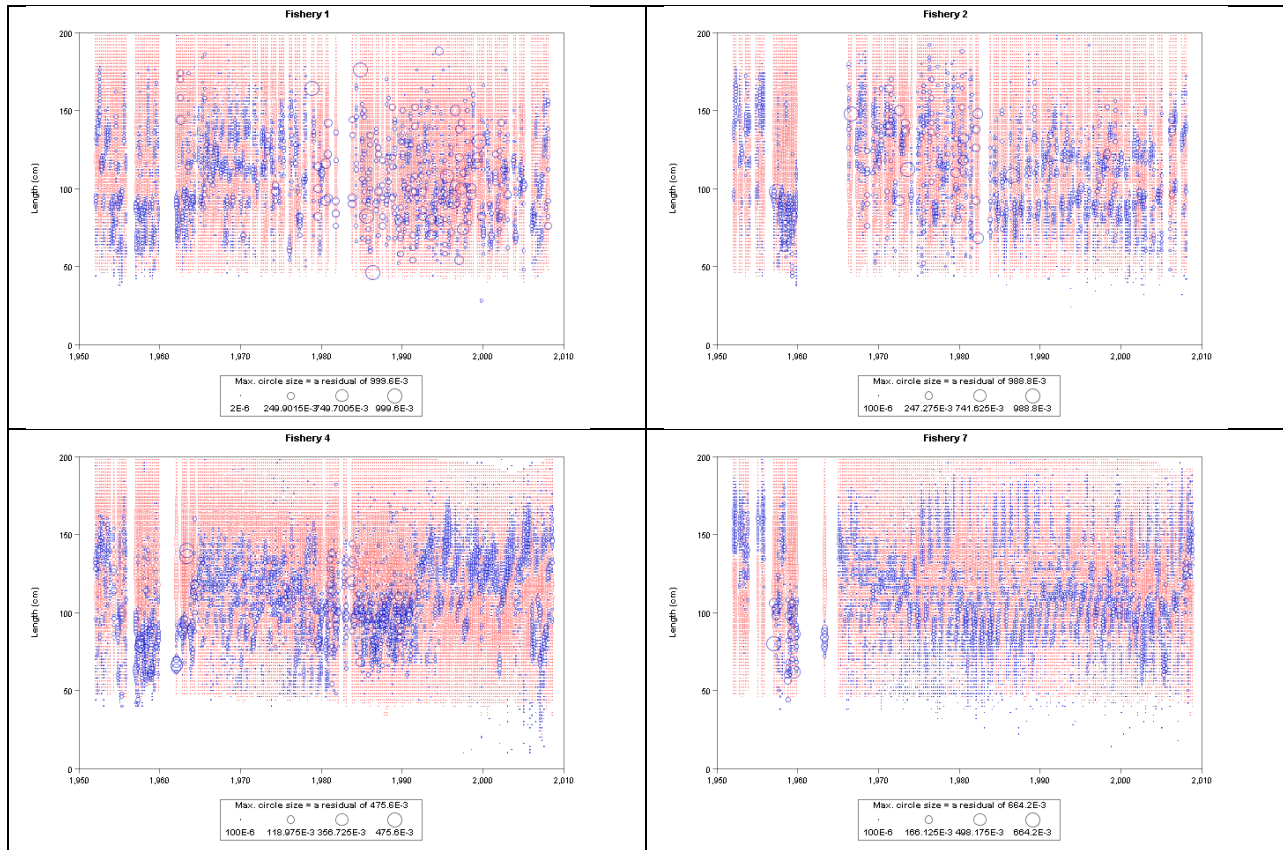 Fishery 1
200
150
Length (cm)
100
50
0
1,950 1,960 1,970 1,980 1,990 2,000 2,010
Max. circle size = a residual of 999.6E-3
2E-6 249.9015E-3 749.7005E-3 999.6E-3
Fishery 2
200
150
Length (cm)
100
50
0
1,950 1,960 1,970 1,980 1,990 2,000 2,010
Max. circle size = a residual of 988.8E-3
100E-6 247.275E-3 741.625E-3 988.8E-3
Fishery 4
200
150
Length (cm)
100
50
0
1,950 1,960 1,970 1,980 1,990 2,000 2,010
Max. circle size = a residual of 475.6E-3
100E-6 118.975E-3 356.725E-3 475.6E-3
Fishery 7
200
150
Length (cm)
100
50
0
1,950 1,960 1,970 1,980 1,990 2,000 2,010
Max. circle size = a residual of 664.2E-3
100E-6 166.125E-3 498.175E-3 664.2E-3